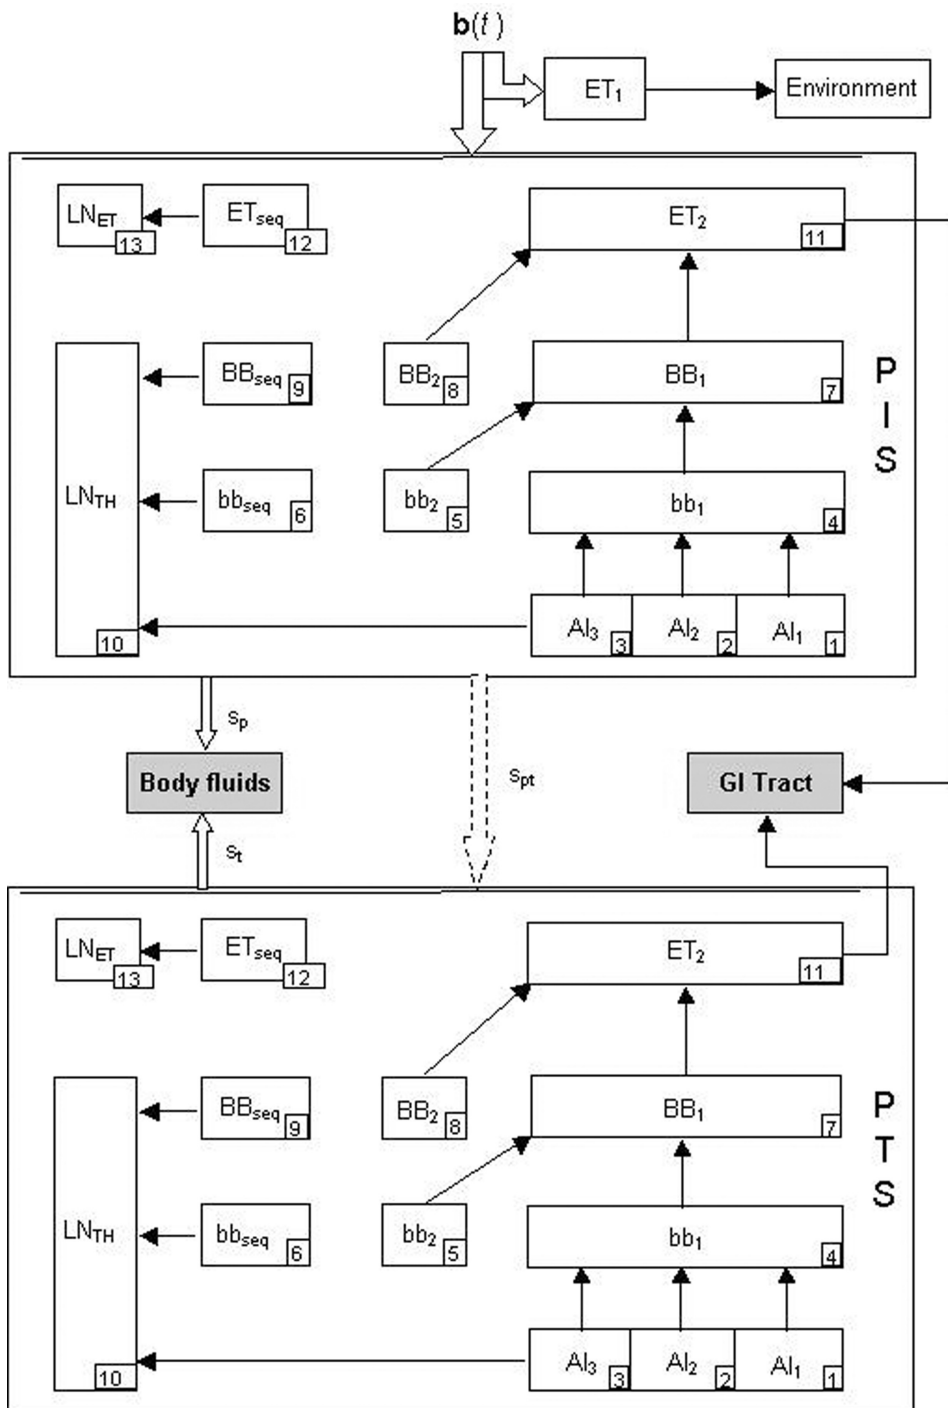 b(t)
ET1
Environment
LNET
13
ETseq
12
ET2
11
BBseq
9
BB2
8
BB1
7
P
I
S
LNTH
bbseq
6
bb2
5
bb1
4
10
AI3
3
AI2
2
AI1
1
sp
Body fluids
spt
GI Tract
st
LNET
13
ETseq
12
ET2
11
BBseq
9
BB2
8
BB1
7
P
T
S
LNTH
bbseq
6
bb2
5
bb1
4
10
AI3
3
AI2
2
AI1
1